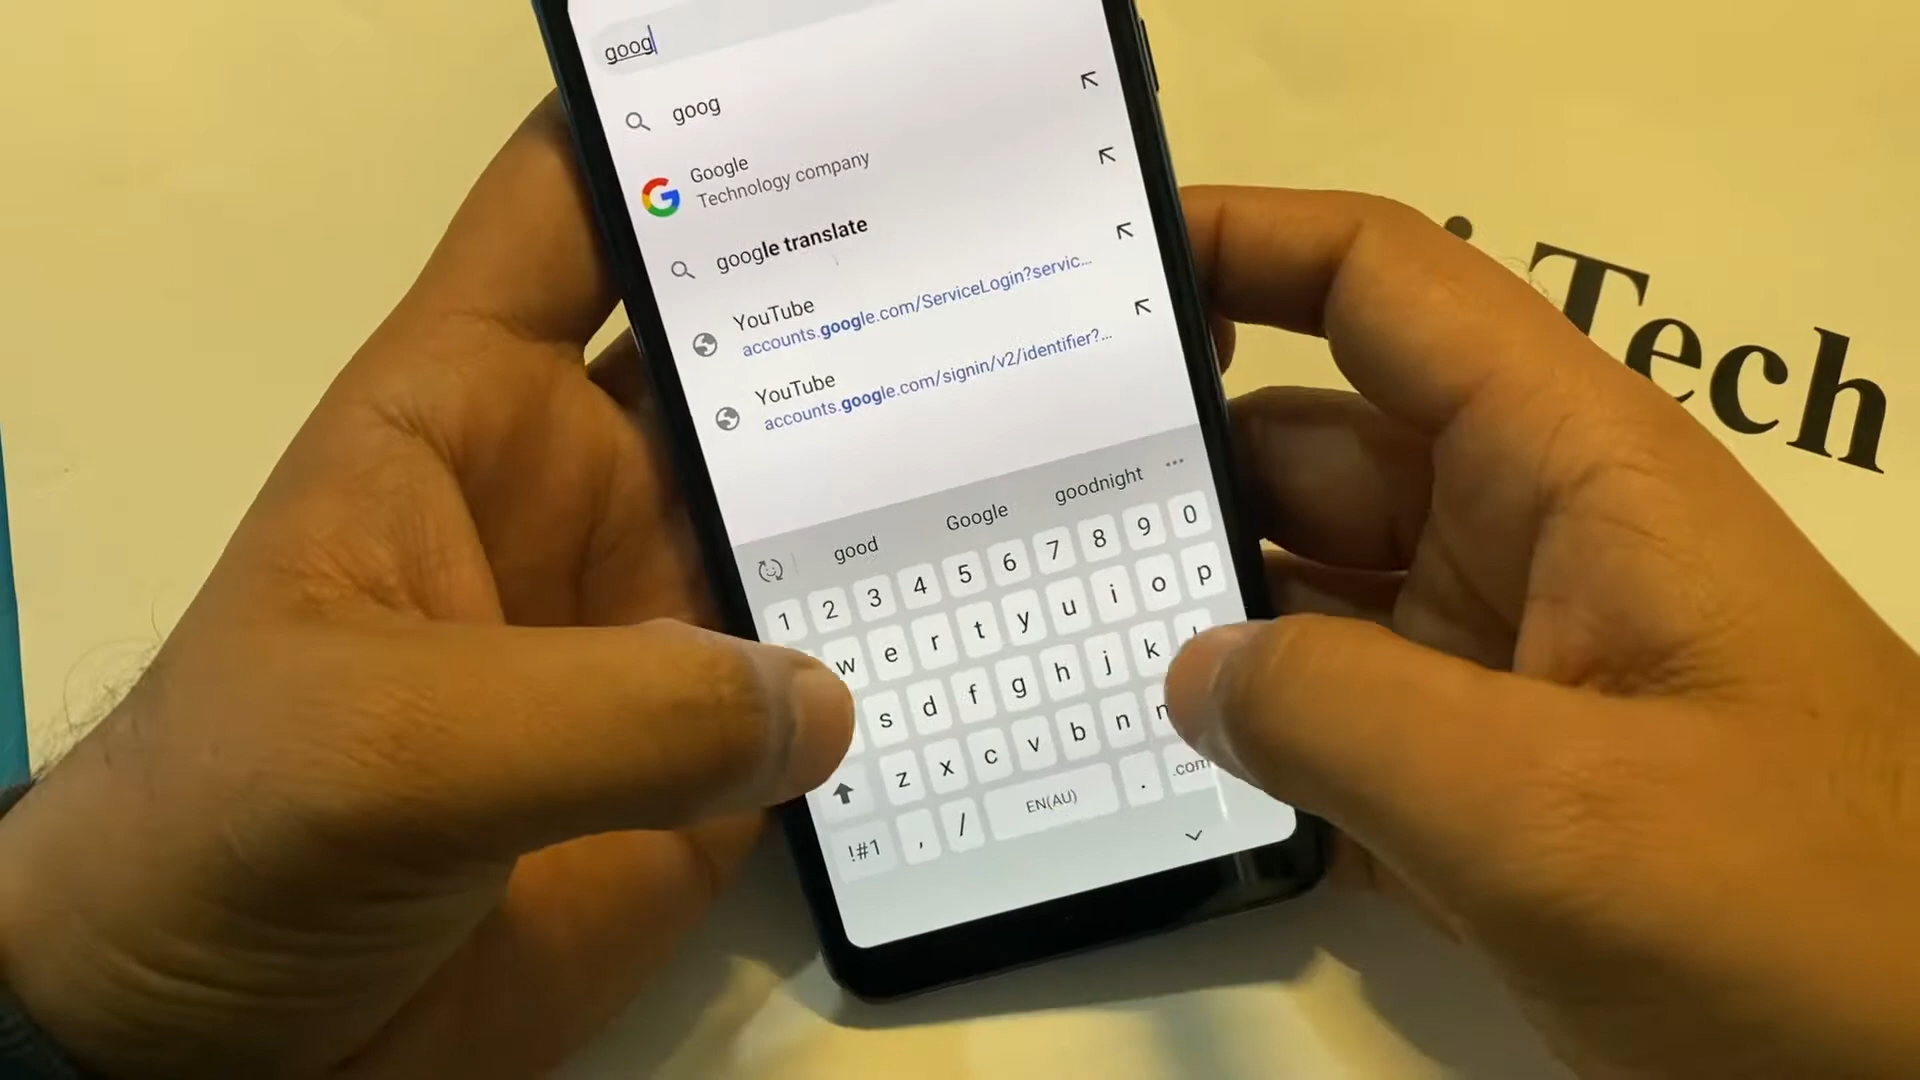 goog
goog
Google
Technology company
google translate
YouTube
accounts.google.com/ServiceLogin?servic...
YouTube
accounts.google.com/signin/v2/identifier?...
good Google goodnight ...
1 2 3 4 5 6 7 8 9 0
w e r t y u i o p
s d f g h j k
z x c v b n
!#1 , / EN(AU) . .com
i Tech